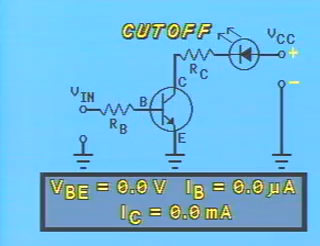 CUTOFF
VCC
+
RC
−
C
VIN
B
RB
E
VBE = 0.0 V IB = 0.0 μA
IC = 0.0 mA